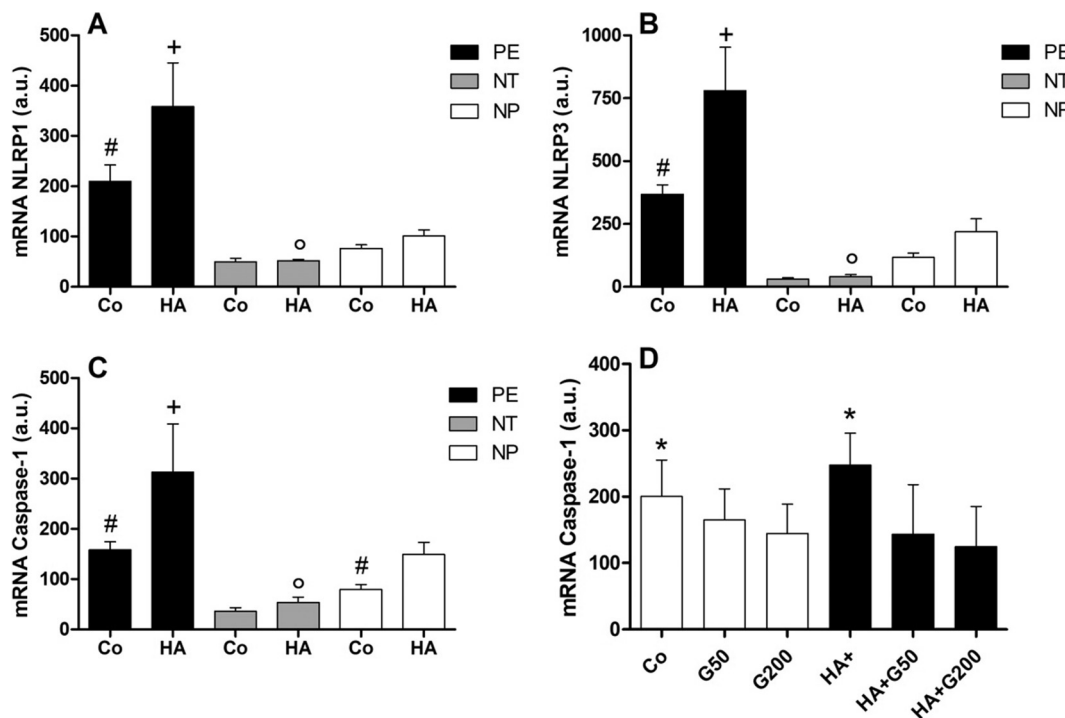 A
mRNA NLRP1 (a.u.)
500
400
300
200
100
0
#
+
°
Co HA Co HA Co HA
PE
NT
NP
B
mRNA NLRP3 (a.u.)
1000
750
500
250
0
#
+
°
Co HA Co HA Co HA
PE
NT
NP
C
mRNA Caspase-1 (a.u.)
500
400
300
200
100
0
#
+
°
#
Co HA Co HA Co HA
PE
NT
NP
D
mRNA Caspase-1 (a.u.)
400
300
200
100
0
*
*
Co G50 G200 HA+ HA+G50 HA+G200